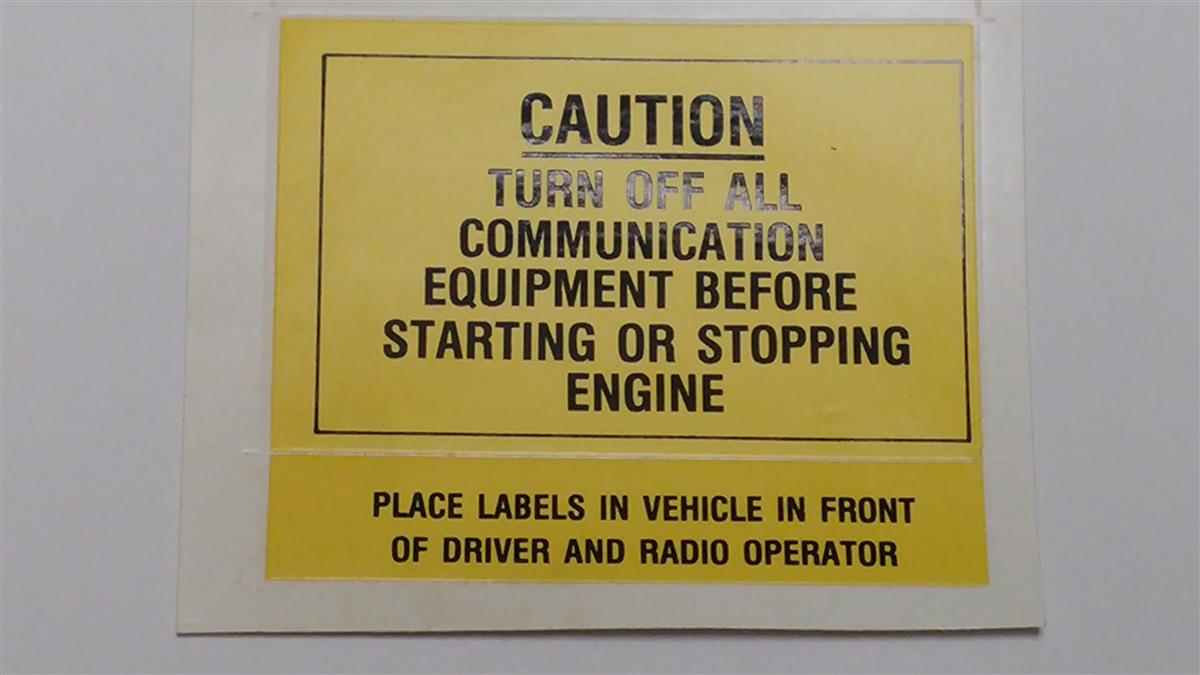 CAUTION
TURN OFF ALL
COMMUNICATION
EQUIPMENT BEFORE
STARTING OR STOPPING
ENGINE
PLACE LABELS IN VEHICLE IN FRONT
OF DRIVER AND RADIO OPERATOR